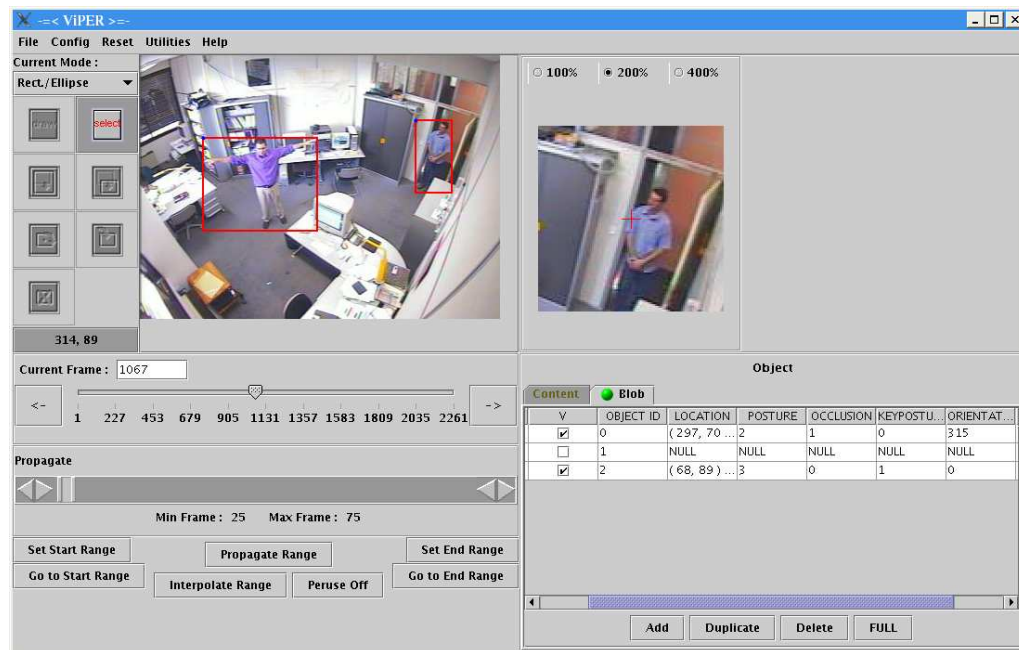 -=< ViPER >=-
File Config Reset Utilities Help
Current Mode :
Rect./Ellipse
draw select
314, 89
100% 200% 400%
Current Frame : 1067
<- ->
1 227 453 679 905 1131 1357 1583 1809 2035 2261
Propagate
Min Frame : 25 Max Frame : 75
Set Start Range Propagate Range Set End Range
Go to Start Range Interpolate Range Peruse Off Go to End Range
Object
Content Blob
V OBJECT ID LOCATION POSTURE OCCLUSION KEYPOSTU... ORIENTAT...
0 ( 297, 70 ... 2 1 0 315
1 NULL NULL NULL NULL NULL
2 ( 68, 89 ) ... 3 0 1 0
Add Duplicate Delete FULL